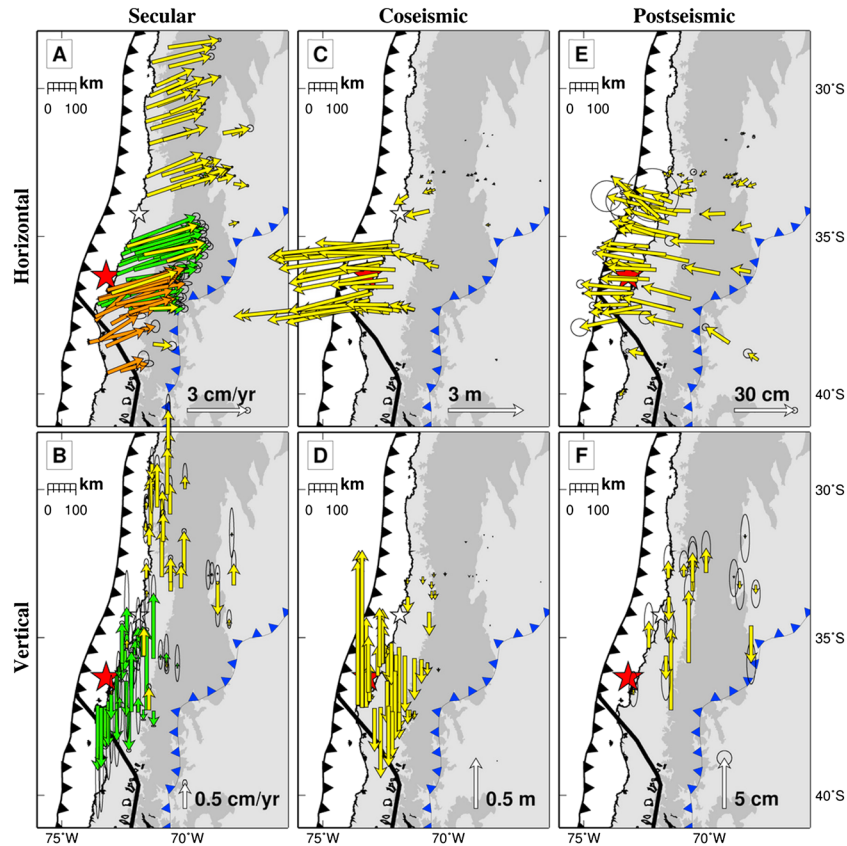 Secular Coseismic Postseismic
Horizontal
A
km
0 100
3 cm/yr
C
km
0 100
3 m
E
km
0 100
30 cm
30˚S
35˚S
40˚S
Vertical
B
km
0 100
0.5 cm/yr
D
km
0 100
0.5 m
F
km
0 100
5 cm
30˚S
35˚S
40˚S
75˚W 70˚W 70˚W 75˚W 70˚W